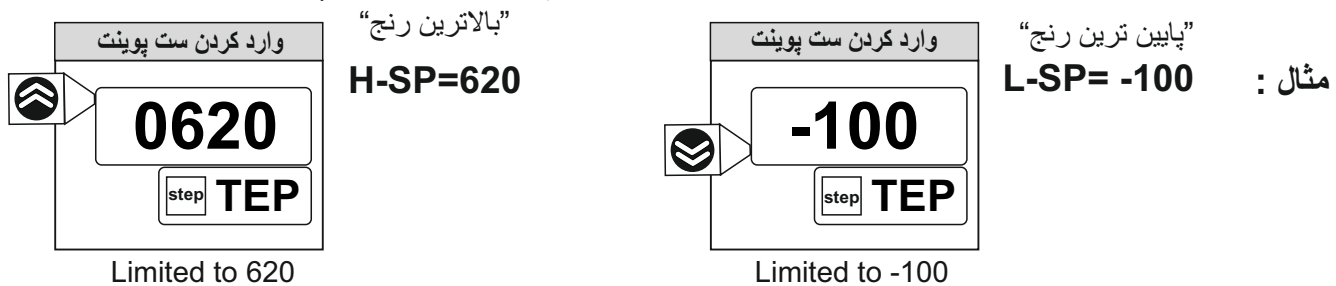 مثال :
”پایین ترین رنج“
L-SP= -100
وارد کردن ست پوینت
-100
step TEP
Limited to -100
”بالاترین رنج“
H-SP=620
وارد کردن ست پوینت
0620
step TEP
Limited to 620